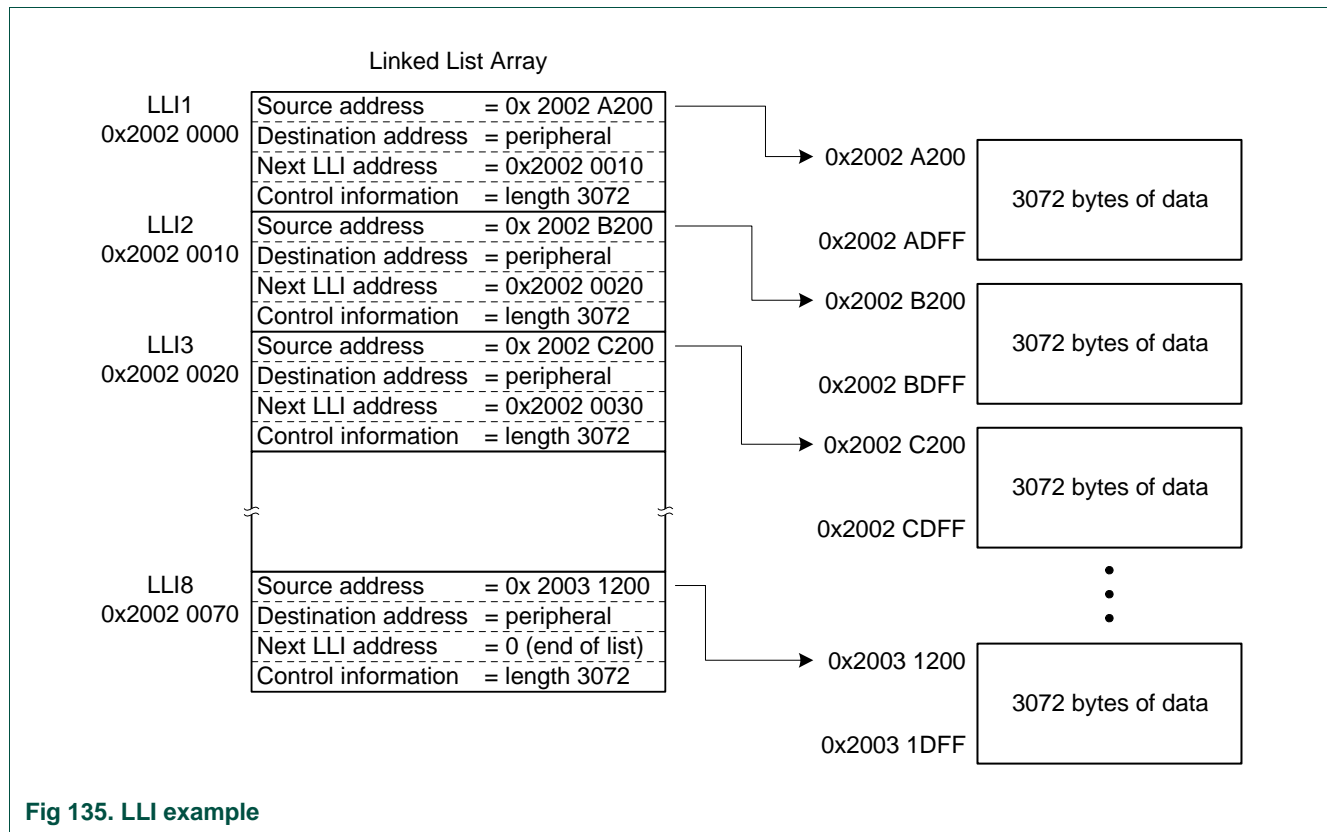 Linked List Array
LLI1
0x2002 0000
Source address = 0x 2002 A200
Destination address = peripheral
Next LLI address = 0x2002 0010
Control information = length 3072
LLI2
0x2002 0010
Source address = 0x 2002 B200
Destination address = peripheral
Next LLI address = 0x2002 0020
Control information = length 3072
LLI3
0x2002 0020
Source address = 0x 2002 C200
Destination address = peripheral
Next LLI address = 0x2002 0030
Control information = length 3072
LLI8
0x2002 0070
Source address = 0x 2003 1200
Destination address = peripheral
Next LLI address = 0 (end of list)
Control information = length 3072
0x2002 A200
3072 bytes of data
0x2002 ADFF
0x2002 B200
3072 bytes of data
0x2002 BDFF
0x2002 C200
3072 bytes of data
0x2002 CDFF
0x2003 1200
3072 bytes of data
0x2003 1DFF
Fig 135. LLI example